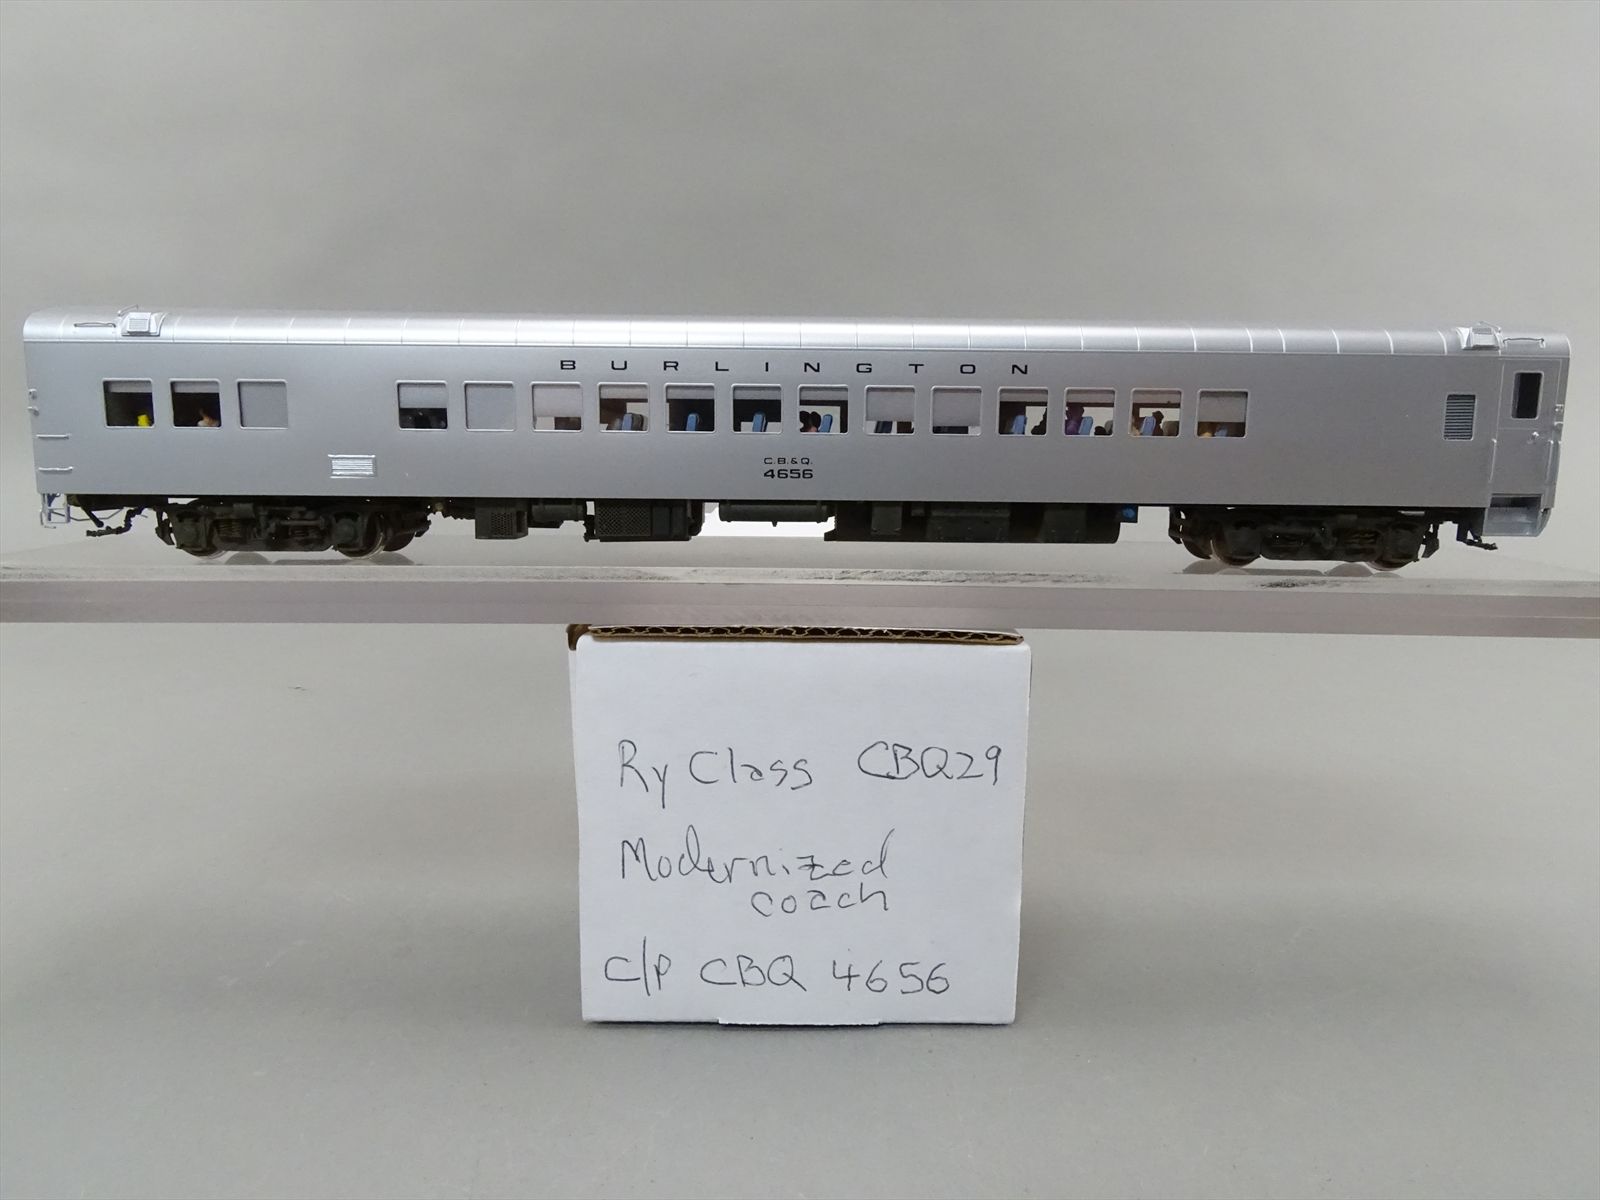 BURLINGTON
C.B.&Q.
4656
Ry Class CBQ29
Modernized
coach
C/P CBQ 4656